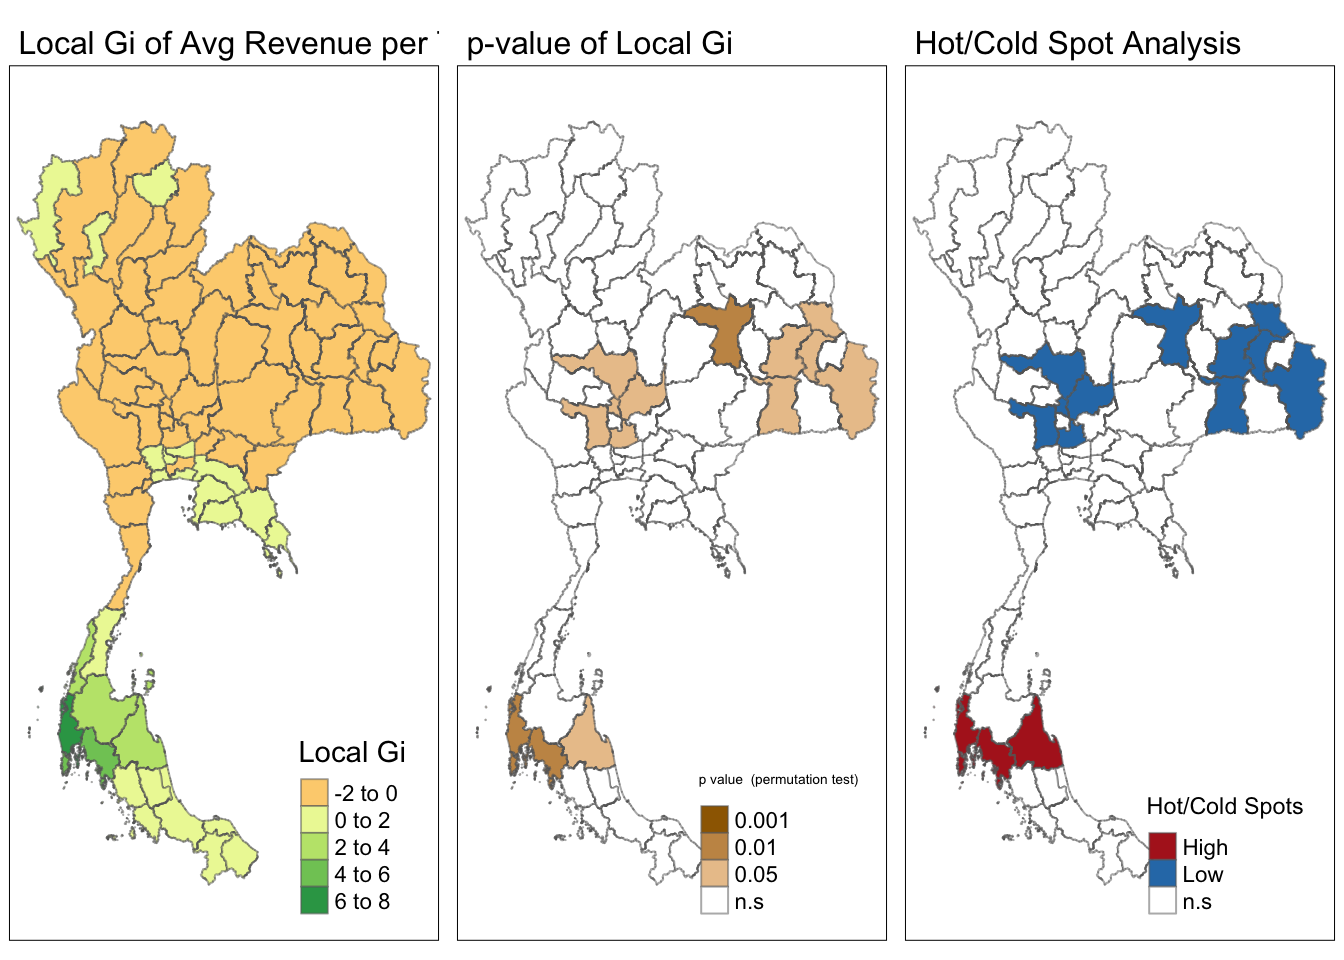 Local Gi of Avg Revenue per
p-value of Local Gi
Hot/Cold Spot Analysis
Local Gi
-2 to 0
0 to 2
2 to 4
4 to 6
6 to 8
p value (permutation test)
0.001
0.01
0.05
n.s
Hot/Cold Spots
High
Low
n.s